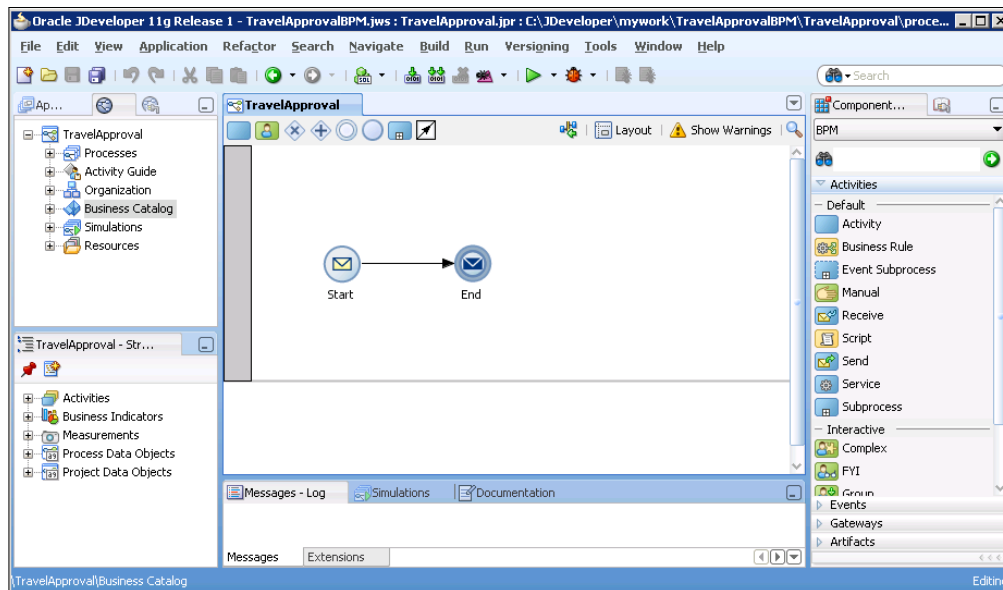 Oracle JDeveloper 11g Release 1 - TravelApprovalBPM.jws : TravelApproval.jpr : C:\JDeveloper\mywork\TravelApprovalBPM\TravelApproval\proce...
File Edit View Application Refactor Search Navigate Build Run Versioning Tools Window Help
Search
Ap...
TravelApproval
Processes
Activity Guide
Organization
Business Catalog
Simulations
Resources
TravelApproval - Str...
Activities
Business Indicators
Measurements
Process Data Objects
Project Data Objects
TravelApproval
Layout Show Warnings
Start
End
Messages - Log Simulations Documentation
Messages Extensions
Component...
BPM
Activities
Default
Activity
Business Rule
Event Subprocess
Manual
Receive
Script
Send
Service
Subprocess
Interactive
Complex
FYI
Group
Events
Gateways
Artifacts
\TravelApproval\Business Catalog
Editing